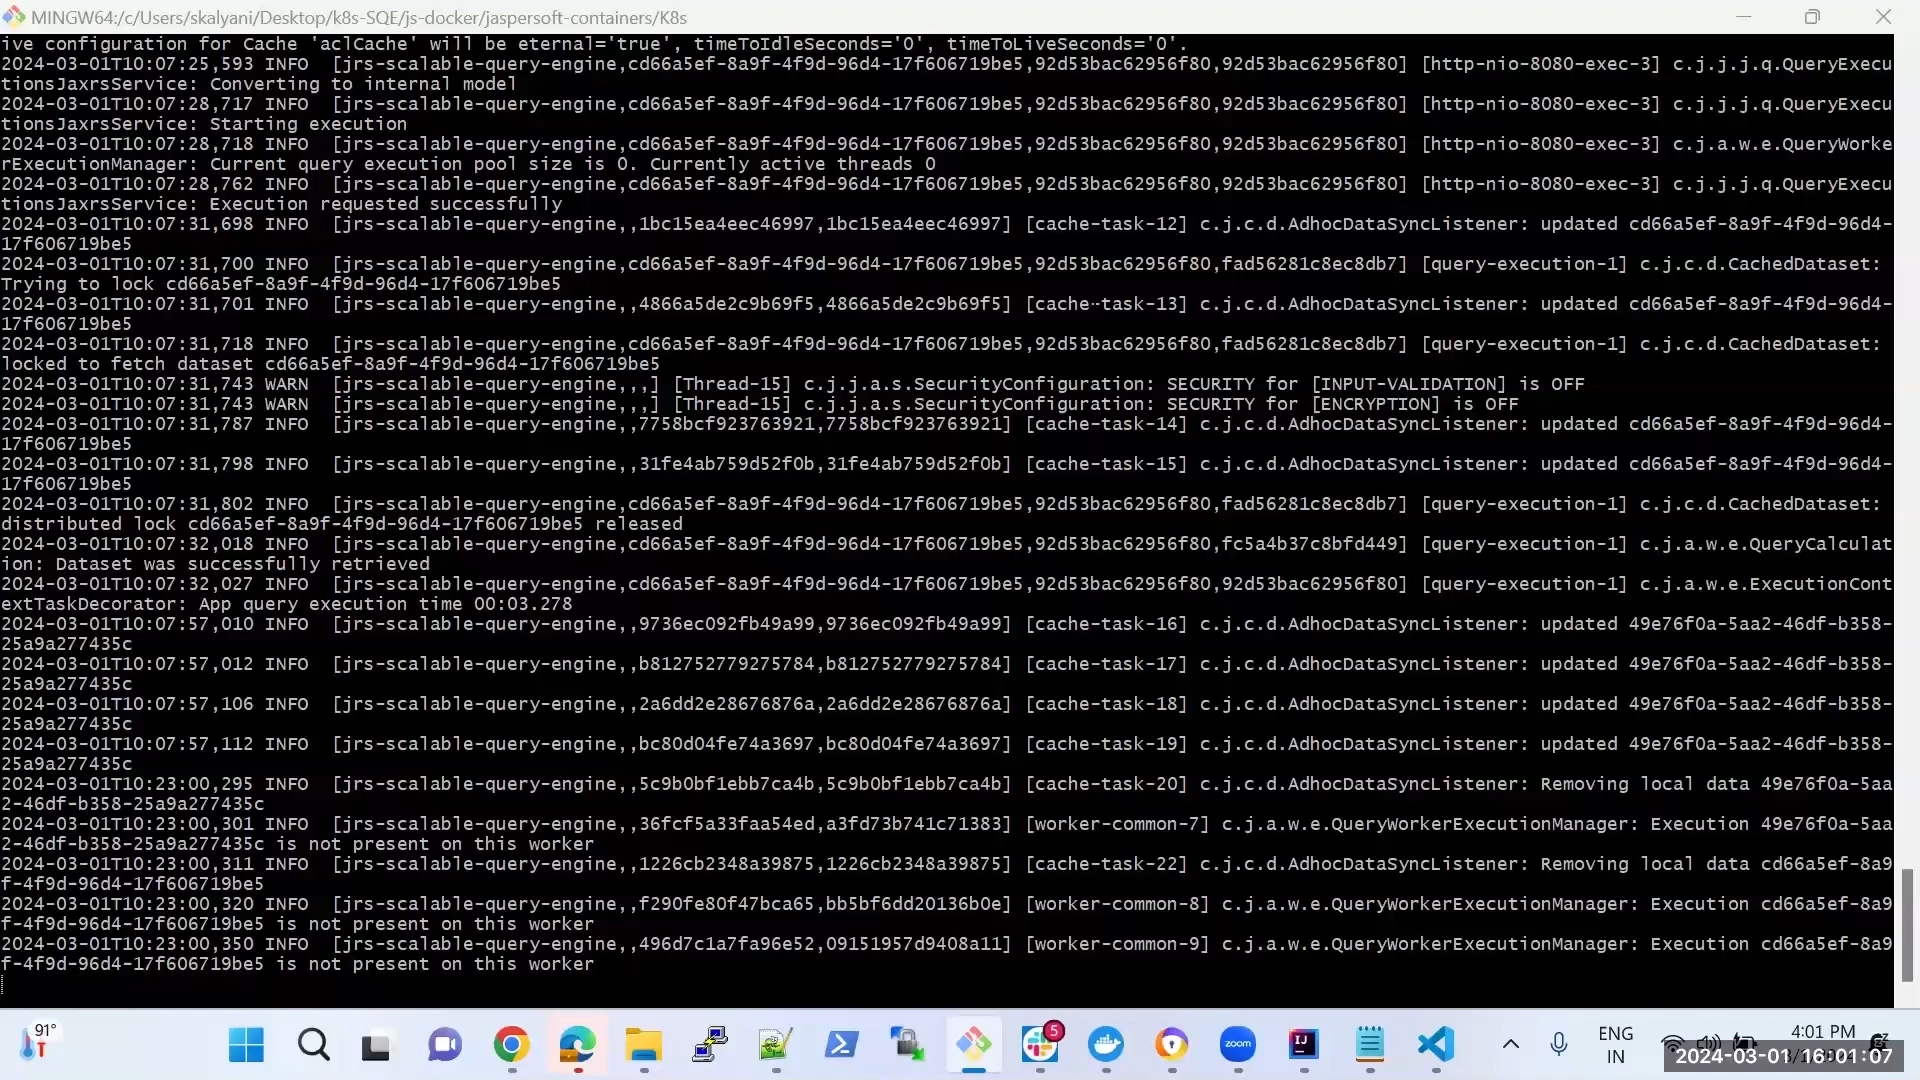 MINGW64:/c/Users/skalyani/Desktop/k8s-SQE/js-docker/jaspersoft-containers/K8s
ive configuration for Cache 'aclCache' will be eternal='true', timeToIdleSeconds='0', timeToLiveSeconds='0'.
2024-03-01T10:07:25,593 INFO  [jrs-scalable-query-engine,cd66a5ef-8a9f-4f9d-96d4-17f606719be5,92d53bac62956f80,92d53bac62956f80] [http-nio-8080-exec-3] c.j.j.j.q.QueryExecu
tionsJaxrsService: Converting to internal model
2024-03-01T10:07:28,717 INFO  [jrs-scalable-query-engine,cd66a5ef-8a9f-4f9d-96d4-17f606719be5,92d53bac62956f80,92d53bac62956f80] [http-nio-8080-exec-3] c.j.j.j.q.QueryExecu
tionsJaxrsService: Starting execution
2024-03-01T10:07:28,718 INFO  [jrs-scalable-query-engine,cd66a5ef-8a9f-4f9d-96d4-17f606719be5,92d53bac62956f80,92d53bac62956f80] [http-nio-8080-exec-3] c.j.a.w.e.QueryWorke
rExecutionManager: Current query execution pool size is 0. Currently active threads 0
2024-03-01T10:07:28,762 INFO  [jrs-scalable-query-engine,cd66a5ef-8a9f-4f9d-96d4-17f606719be5,92d53bac62956f80,92d53bac62956f80] [http-nio-8080-exec-3] c.j.j.j.q.QueryExecu
tionsJaxrsService: Execution requested successfully
2024-03-01T10:07:31,698 INFO  [jrs-scalable-query-engine,,1bc15ea4eec46997,1bc15ea4eec46997] [cache-task-12] c.j.c.d.AdhocDataSyncListener: updated cd66a5ef-8a9f-4f9d-96d4-
17f606719be5
2024-03-01T10:07:31,700 INFO  [jrs-scalable-query-engine,cd66a5ef-8a9f-4f9d-96d4-17f606719be5,92d53bac62956f80,fad56281c8ec8db7] [query-execution-1] c.j.c.d.CachedDataset:
Trying to lock cd66a5ef-8a9f-4f9d-96d4-17f606719be5
2024-03-01T10:07:31,701 INFO  [jrs-scalable-query-engine,,4866a5de2c9b69f5,4866a5de2c9b69f5] [cache-task-13] c.j.c.d.AdhocDataSyncListener: updated cd66a5ef-8a9f-4f9d-96d4-
17f606719be5
2024-03-01T10:07:31,718 INFO  [jrs-scalable-query-engine,cd66a5ef-8a9f-4f9d-96d4-17f606719be5,92d53bac62956f80,fad56281c8ec8db7] [query-execution-1] c.j.c.d.CachedDataset:
locked to fetch dataset cd66a5ef-8a9f-4f9d-96d4-17f606719be5
2024-03-01T10:07:31,743 WARN  [jrs-scalable-query-engine,,,] [Thread-15] c.j.j.a.s.SecurityConfiguration: SECURITY for [INPUT-VALIDATION] is OFF
2024-03-01T10:07:31,743 WARN  [jrs-scalable-query-engine,,,] [Thread-15] c.j.j.a.s.SecurityConfiguration: SECURITY for [ENCRYPTION] is OFF
2024-03-01T10:07:31,787 INFO  [jrs-scalable-query-engine,,7758bcf923763921,7758bcf923763921] [cache-task-14] c.j.c.d.AdhocDataSyncListener: updated cd66a5ef-8a9f-4f9d-96d4-
17f606719be5
2024-03-01T10:07:31,798 INFO  [jrs-scalable-query-engine,,31fe4ab759d52f0b,31fe4ab759d52f0b] [cache-task-15] c.j.c.d.AdhocDataSyncListener: updated cd66a5ef-8a9f-4f9d-96d4-
17f606719be5
2024-03-01T10:07:31,802 INFO  [jrs-scalable-query-engine,cd66a5ef-8a9f-4f9d-96d4-17f606719be5,92d53bac62956f80,fad56281c8ec8db7] [query-execution-1] c.j.c.d.CachedDataset:
distributed lock cd66a5ef-8a9f-4f9d-96d4-17f606719be5 released
2024-03-01T10:07:32,018 INFO  [jrs-scalable-query-engine,cd66a5ef-8a9f-4f9d-96d4-17f606719be5,92d53bac62956f80,fc5a4b37c8bfd449] [query-execution-1] c.j.a.w.e.QueryCalculat
ion: Dataset was successfully retrieved
2024-03-01T10:07:32,027 INFO  [jrs-scalable-query-engine,cd66a5ef-8a9f-4f9d-96d4-17f606719be5,92d53bac62956f80,92d53bac62956f80] [query-execution-1] c.j.a.w.e.ExecutionCont
extTaskDecorator: App query execution time 00:03.278
2024-03-01T10:07:57,010 INFO  [jrs-scalable-query-engine,,9736ec092fb49a99,9736ec092fb49a99] [cache-task-16] c.j.c.d.AdhocDataSyncListener: updated 49e76f0a-5aa2-46df-b358-
25a9a277435c
2024-03-01T10:07:57,012 INFO  [jrs-scalable-query-engine,,b812752779275784,b812752779275784] [cache-task-17] c.j.c.d.AdhocDataSyncListener: updated 49e76f0a-5aa2-46df-b358-
25a9a277435c
2024-03-01T10:07:57,106 INFO  [jrs-scalable-query-engine,,2a6dd2e28676876a,2a6dd2e28676876a] [cache-task-18] c.j.c.d.AdhocDataSyncListener: updated 49e76f0a-5aa2-46df-b358-
25a9a277435c
2024-03-01T10:07:57,112 INFO  [jrs-scalable-query-engine,,bc80d04fe74a3697,bc80d04fe74a3697] [cache-task-19] c.j.c.d.AdhocDataSyncListener: updated 49e76f0a-5aa2-46df-b358-
25a9a277435c
2024-03-01T10:23:00,295 INFO  [jrs-scalable-query-engine,,5c9b0bf1ebb7ca4b,5c9b0bf1ebb7ca4b] [cache-task-20] c.j.c.d.AdhocDataSyncListener: Removing local data 49e76f0a-5aa
2-46df-b358-25a9a277435c
2024-03-01T10:23:00,301 INFO  [jrs-scalable-query-engine,,36fcf5a33faa54ed,a3fd73b741c71383] [worker-common-7] c.j.a.w.e.QueryWorkerExecutionManager: Execution 49e76f0a-5aa
2-46df-b358-25a9a277435c is not present on this worker
2024-03-01T10:23:00,311 INFO  [jrs-scalable-query-engine,,1226cb2348a39875,1226cb2348a39875] [cache-task-22] c.j.c.d.AdhocDataSyncListener: Removing local data cd66a5ef-8a9
f-4f9d-96d4-17f606719be5
2024-03-01T10:23:00,320 INFO  [jrs-scalable-query-engine,,f290fe80f47bca65,bb5bf6dd20136b0e] [worker-common-8] c.j.a.w.e.QueryWorkerExecutionManager: Execution cd66a5ef-8a9
f-4f9d-96d4-17f606719be5 is not present on this worker
2024-03-01T10:23:00,350 INFO  [jrs-scalable-query-engine,,496d7c1a7fa96e52,09151957d9408a11] [worker-common-9] c.j.a.w.e.QueryWorkerExecutionManager: Execution cd66a5ef-8a9
f-4f9d-96d4-17f606719be5 is not present on this worker
91°
5
zoom
IJ
ENG
IN
4:01 PM
2024-03-01 16:01:07